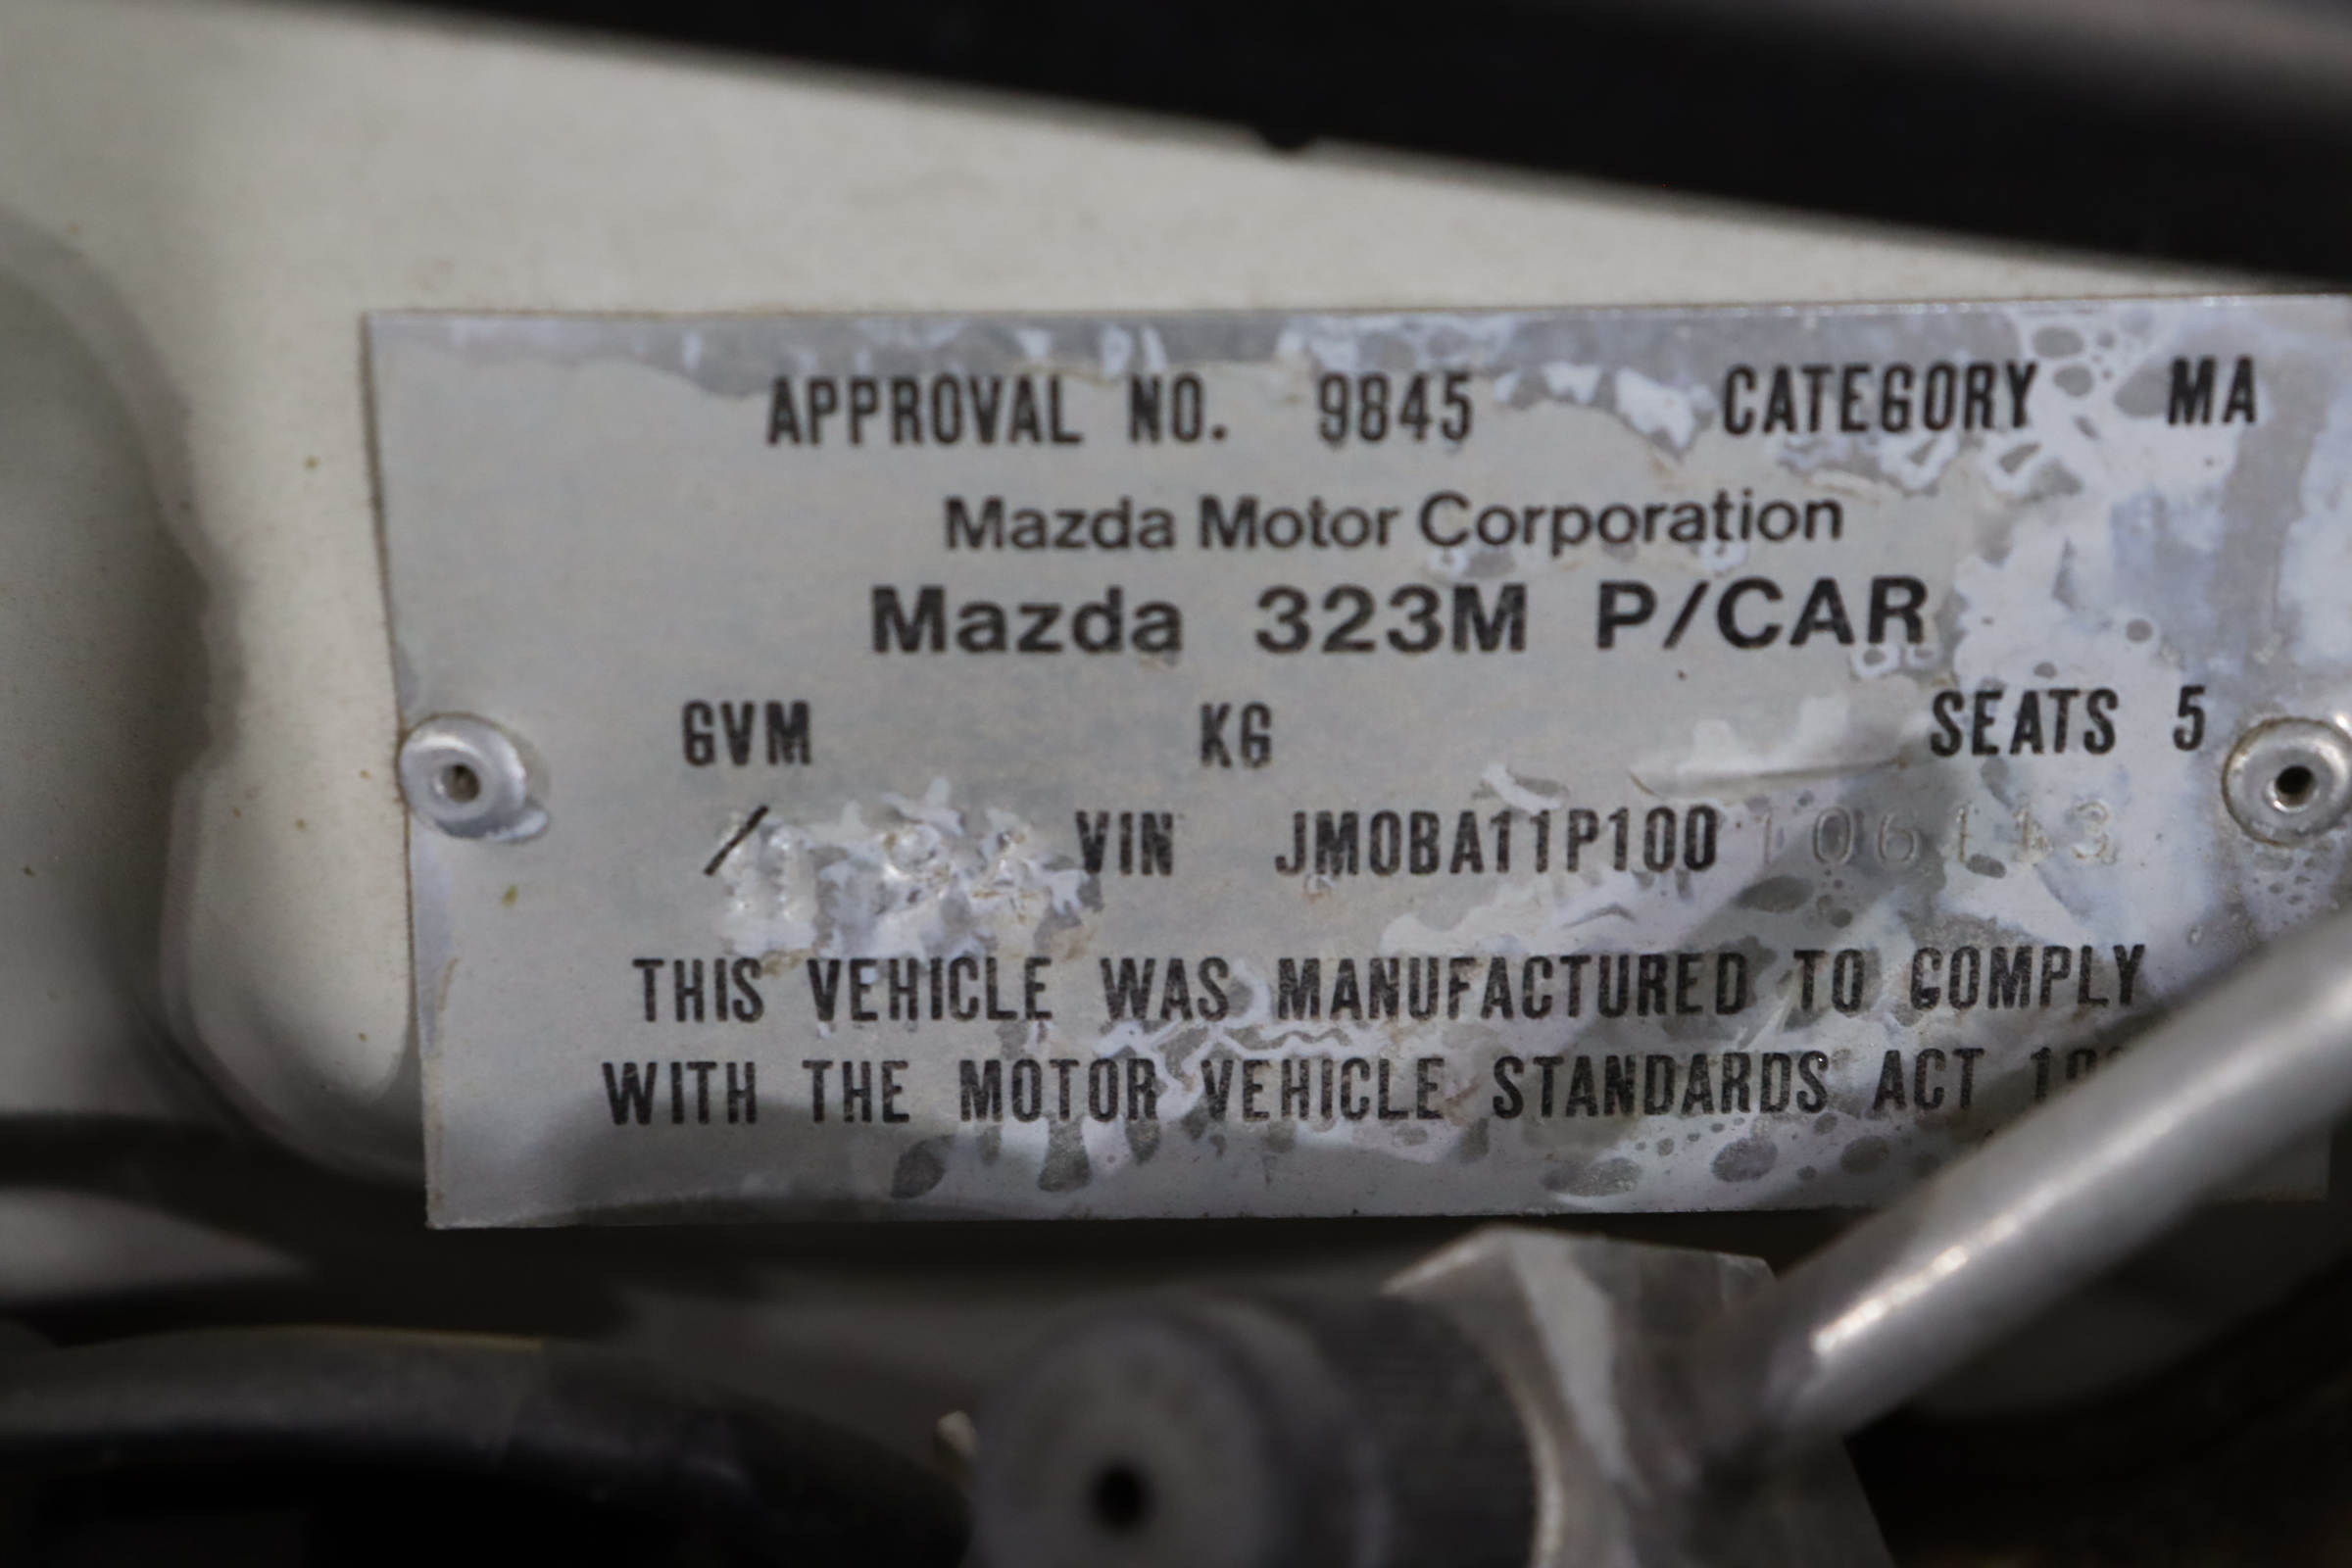 APPROVAL NO. 9845 CATEGORY MA
Mazda Motor Corporation
Mazda 323M P/CAR
GVM KG SEATS 5
/ VIN JM0BA11P100106113
THIS VEHICLE WAS MANUFACTURED TO COMPLY
WITH THE MOTOR VEHICLE STANDARDS ACT